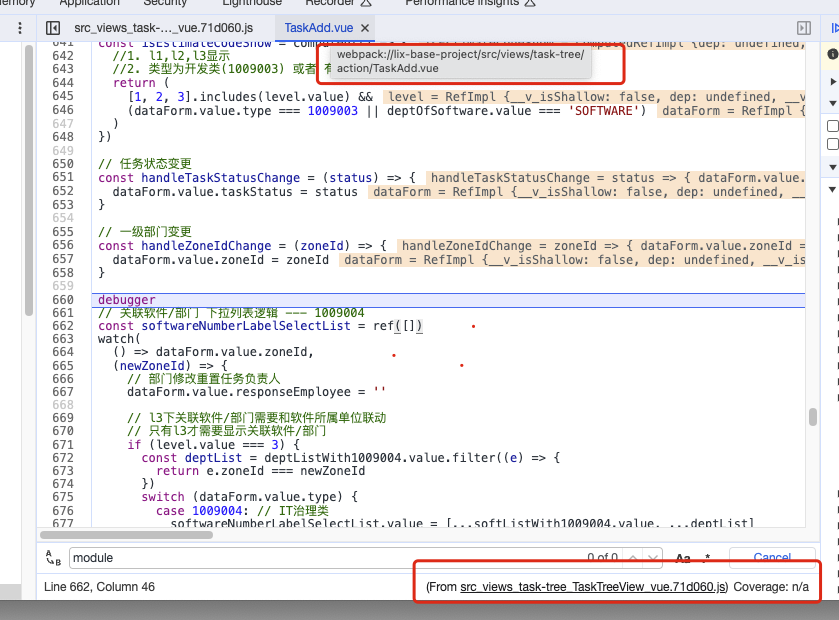 emory Application Security Lighthouse Recorder Performance insights
src_views_task-…_vue.71d060.js TaskAdd.vue
webpack://lix-base-project/src/views/task-tree/
action/TaskAdd.vue
641
642 //1. l1,l2,l3显示
643 //2. 类型为开发类(1009003) 或者
644 return (
645 [1, 2, 3].includes(level.value) && level = RefImpl {__v_isShallow: false, dep: undefined, __v
646 (dataForm.value.type === 1009003 || deptOfSoftware.value === 'SOFTWARE') dataForm = RefImpl {
647 )
648 })
649
650 // 任务状态变更
651 const handleTaskStatusChange = (status) => { handleTaskStatusChange = status => { dataForm.value.
652 dataForm.value.taskStatus = status dataForm = RefImpl {__v_isShallow: false, dep: undefined, __
653 }
654
655 // 一级部门变更
656 const handleZoneIdChange = (zoneId) => { handleZoneIdChange = zoneId => { dataForm.value.zoneId =
657 dataForm.value.zoneId = zoneId dataForm = RefImpl {__v_isShallow: false, dep: undefined, __v_is
658 }
659
660 debugger
661 // 关联软件/部门 下拉列表逻辑 --- 1009004
662 const softwareNumberLabelSelectList = ref([])
663 watch(
664 () => dataForm.value.zoneId,
665 (newZoneId) => {
666 // 部门修改重置任务负责人
667 dataForm.value.responseEmployee = ''
668
669 // l3下关联软件/部门需要和软件所属单位联动
670 // 只有l3才需要显示关联软件/部门
671 if (level.value === 3) {
672 const deptList = deptListWith1009004.value.filter((e) => {
673 return e.zoneId === newZoneId
674 })
675 switch (dataForm.value.type) {
676 case 1009004: // IT治理类
677 softwareNumberLabelSelectList.value = [...softListWith1009004.value, ...deptList]
module 0 of 0 Aa .* Cancel
Line 662, Column 46 (From src_views_task-tree_TaskTreeView_vue.71d060.js) Coverage: n/a